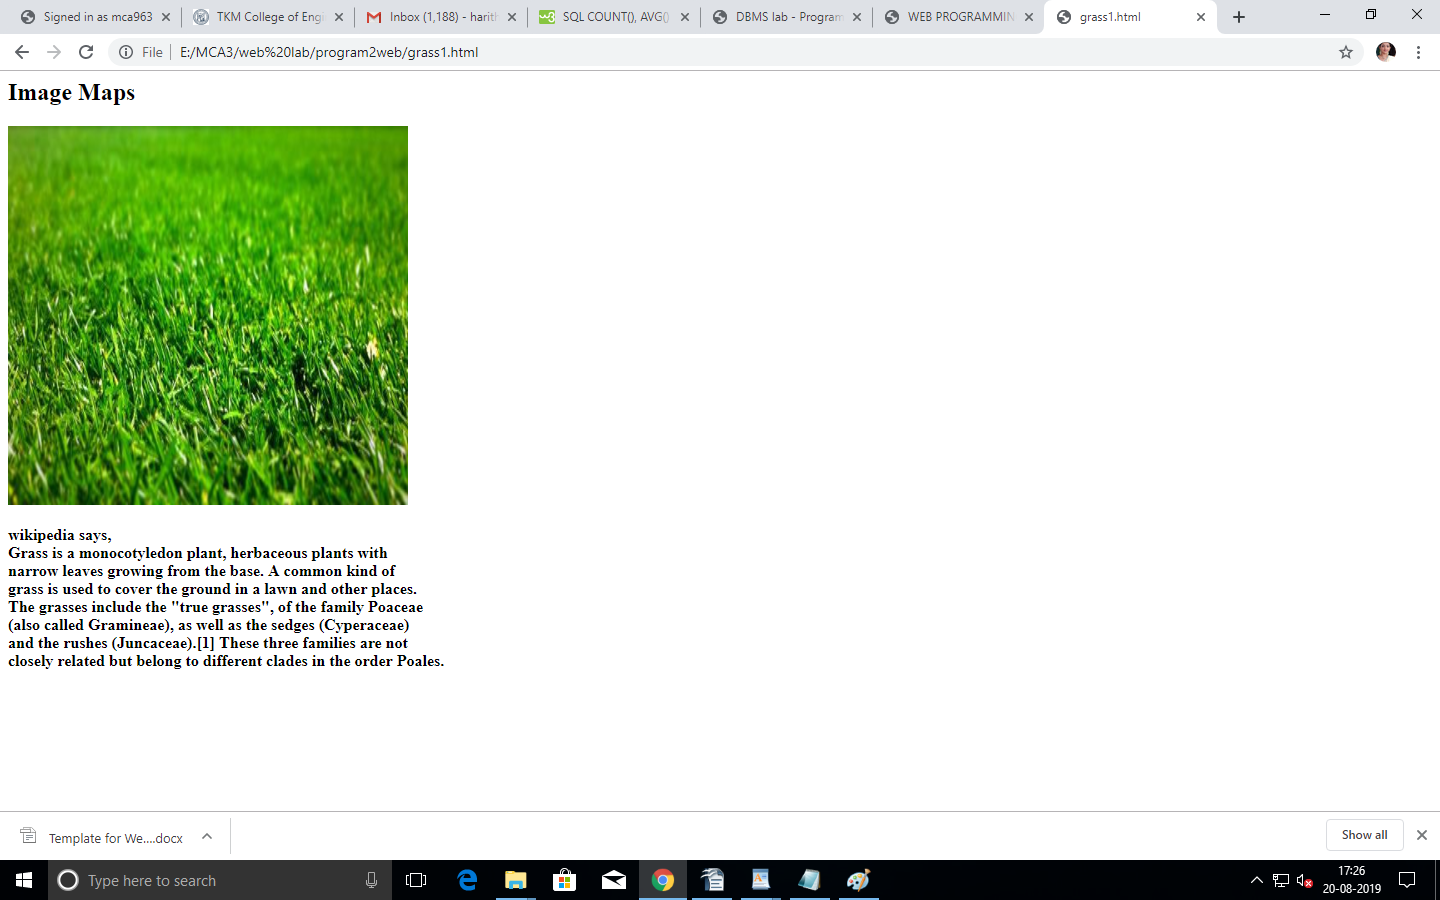 Signed in as mca963
TKM College of Engi
Inbox (1,188) - harith
SQL COUNT(), AVG()
DBMS lab - Program
WEB PROGRAMMIN
grass1.html
File
E:/MCA3/web%20lab/program2web/grass1.html
Image Maps
wikipedia says,
Grass is a monocotyledon plant, herbaceous plants with
narrow leaves growing from the base. A common kind of
grass is used to cover the ground in a lawn and other places.
The grasses include the "true grasses", of the family Poaceae
(also called Gramineae), as well as the sedges (Cyperaceae)
and the rushes (Juncaceae).[1] These three families are not
closely related but belong to different clades in the order Poales.
Template for We....docx
Show all
Type here to search
17:26
20-08-2019